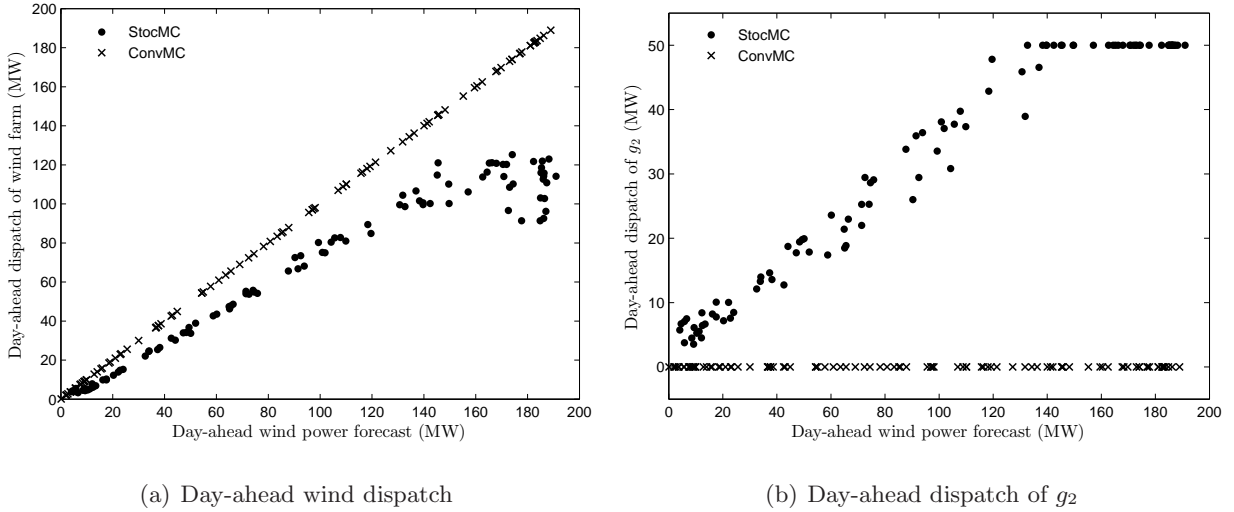 200
180
160
140
120
100
80
60
40
20
0
0 20 40 60 80 100 120 140 160 180 200
Day-ahead dispatch of wind farm (MW)
Day-ahead wind power forecast (MW)
StocMC
ConvMC
(a) Day-ahead wind dispatch
50
40
30
20
10
0
0 20 40 60 80 100 120 140 160 180 200
Day-ahead dispatch of g₂ (MW)
Day-ahead wind power forecast (MW)
StocMC
ConvMC
(b) Day-ahead dispatch of g₂